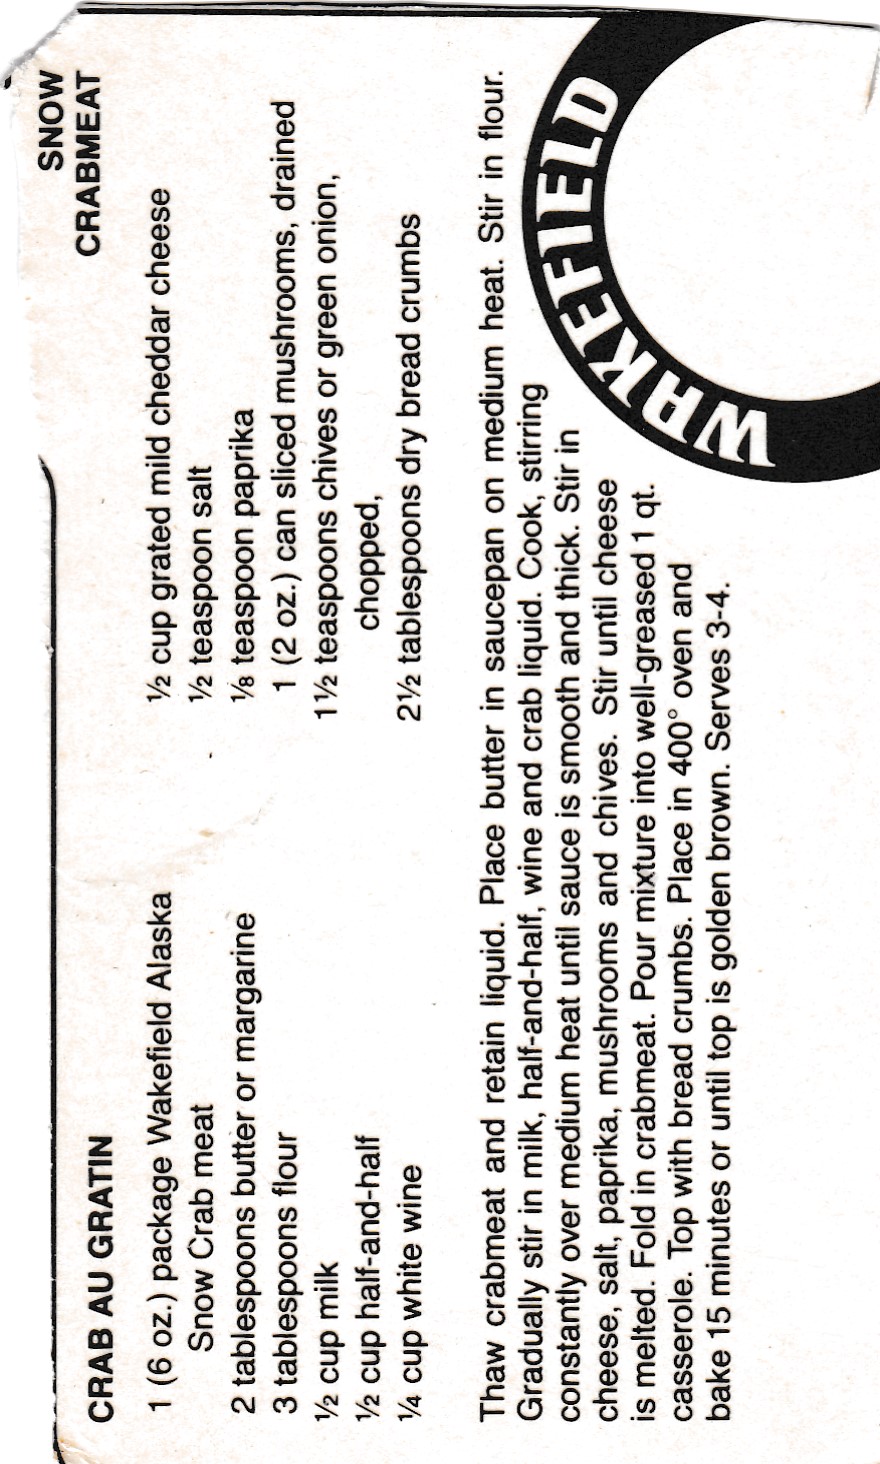 SNOW
CRABMEAT
CRAB AU GRATIN
1 (6 oz.) package Wakefield Alaska
Snow Crab meat
2 tablespoons butter or margarine
3 tablespoons flour
½ cup milk
½ cup half-and-half
¼ cup white wine
½ cup grated mild cheddar cheese
½ teaspoon salt
⅛ teaspoon paprika
1 (2 oz.) can sliced mushrooms, drained
1½ teaspoons chives or green onion,
chopped,
2½ tablespoons dry bread crumbs
Thaw crabmeat and retain liquid. Place butter in saucepan on medium heat. Stir in flour.
Gradually stir in milk, half-and-half, wine and crab liquid. Cook, stirring
constantly over medium heat until sauce is smooth and thick. Stir in
cheese, salt, paprika, mushrooms and chives. Stir until cheese
is melted. Fold in crabmeat. Pour mixture into well-greased 1 qt.
casserole. Top with bread crumbs. Place in 400° oven and
bake 15 minutes or until top is golden brown. Serves 3-4.
WAKEFIELD